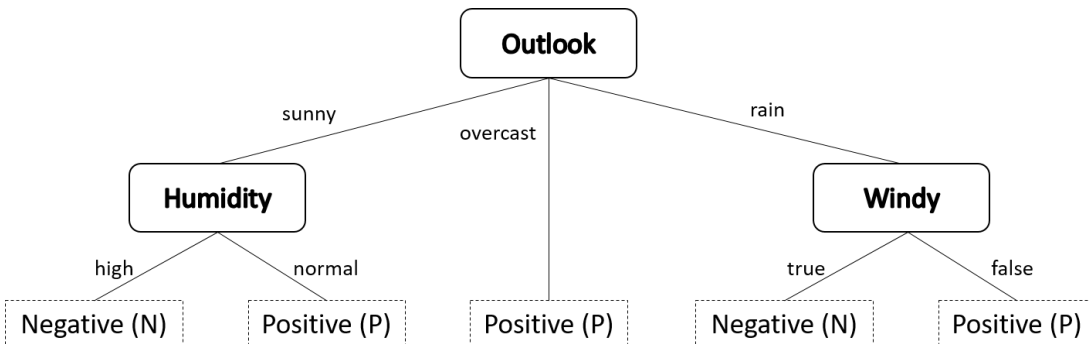 Outlook
sunny
overcast
rain
Humidity
Windy
high
normal
true
false
Negative (N)
Positive (P)
Positive (P)
Negative (N)
Positive (P)